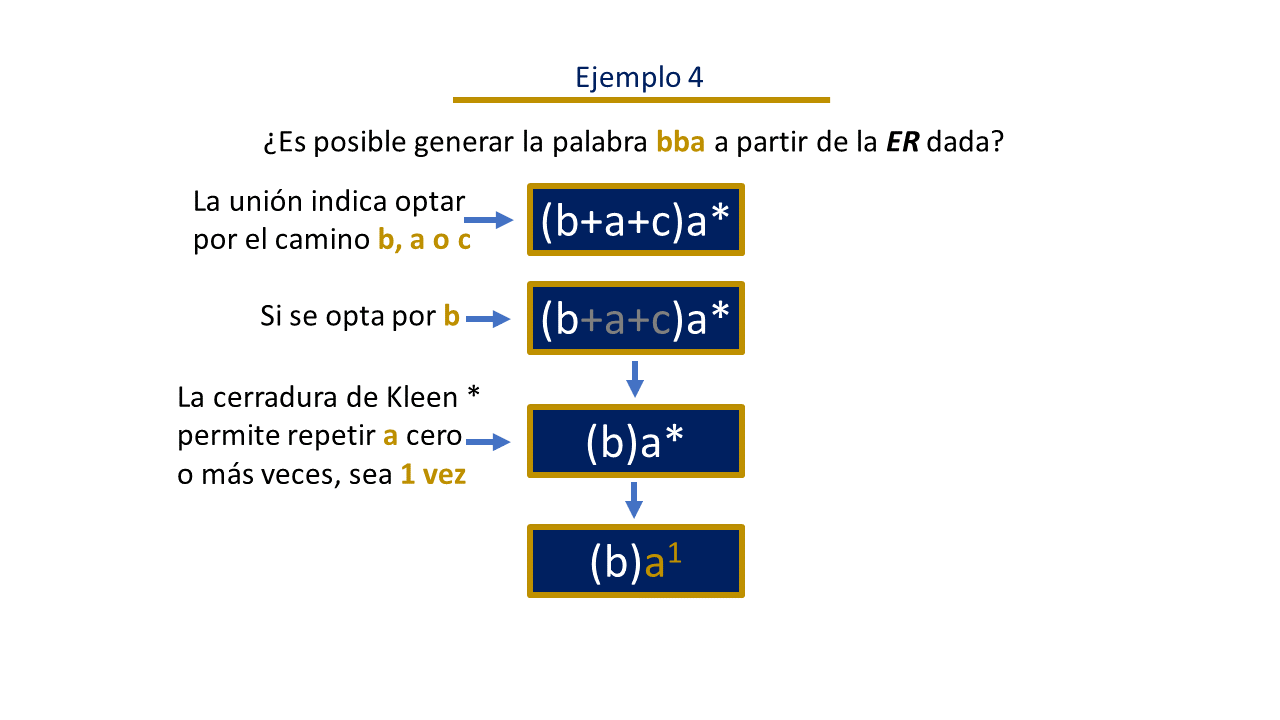 Ejemplo 4
¿Es posible generar la palabra bba a partir de la ER dada?
La unión indica optar
por el camino b, a o c
(b+a+c)a*
Si se opta por b
(b+a+c)a*
La cerradura de Kleen *
permite repetir a cero
o más veces, sea 1 vez
(b)a*
(b)a¹